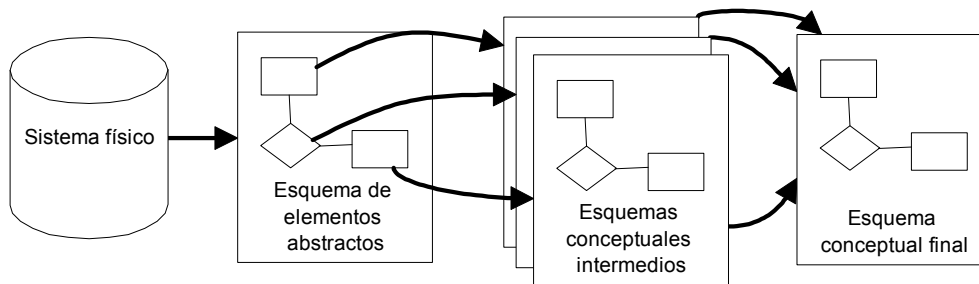 Sistema físico
Esquema de
elementos
abstractos
Esquemas
conceptuales
intermedios
Esquema
conceptual final